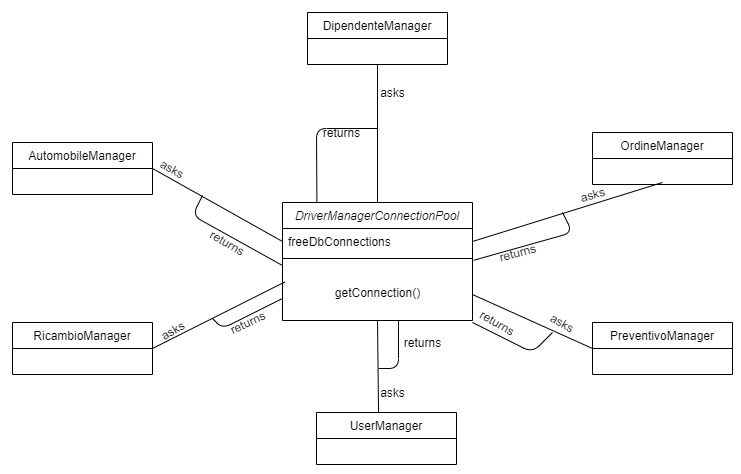 DipendenteManager
asks
returns
AutomobileManager
asks
returns
OrdineManager
asks
returns
DriverManagerConnectionPool
freeDbConnections
getConnection()
RicambioManager
asks
returns
PreventivoManager
asks
returns
returns
asks
UserManager